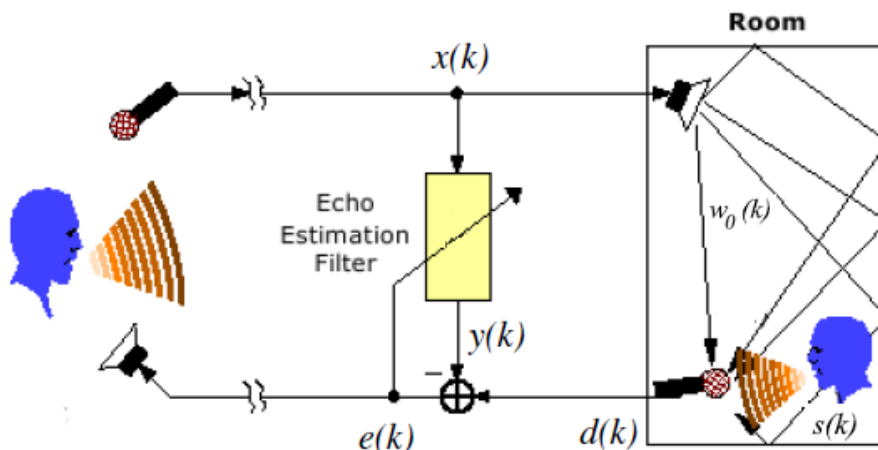 Room
x(k)
w₀(k)
Echo
Estimation
Filter
y(k)
−
e(k)
d(k)
s(k)